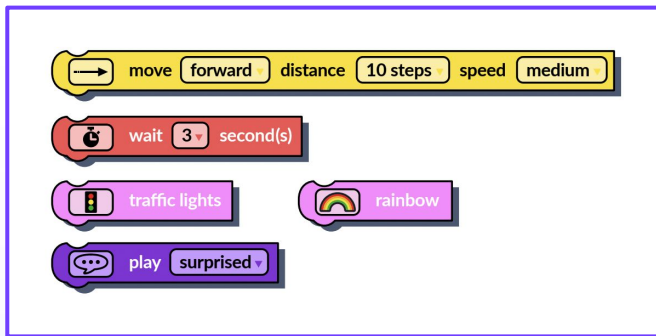 move forward distance 10 steps speed medium
wait 3 second(s)
traffic lights
rainbow
play surprised